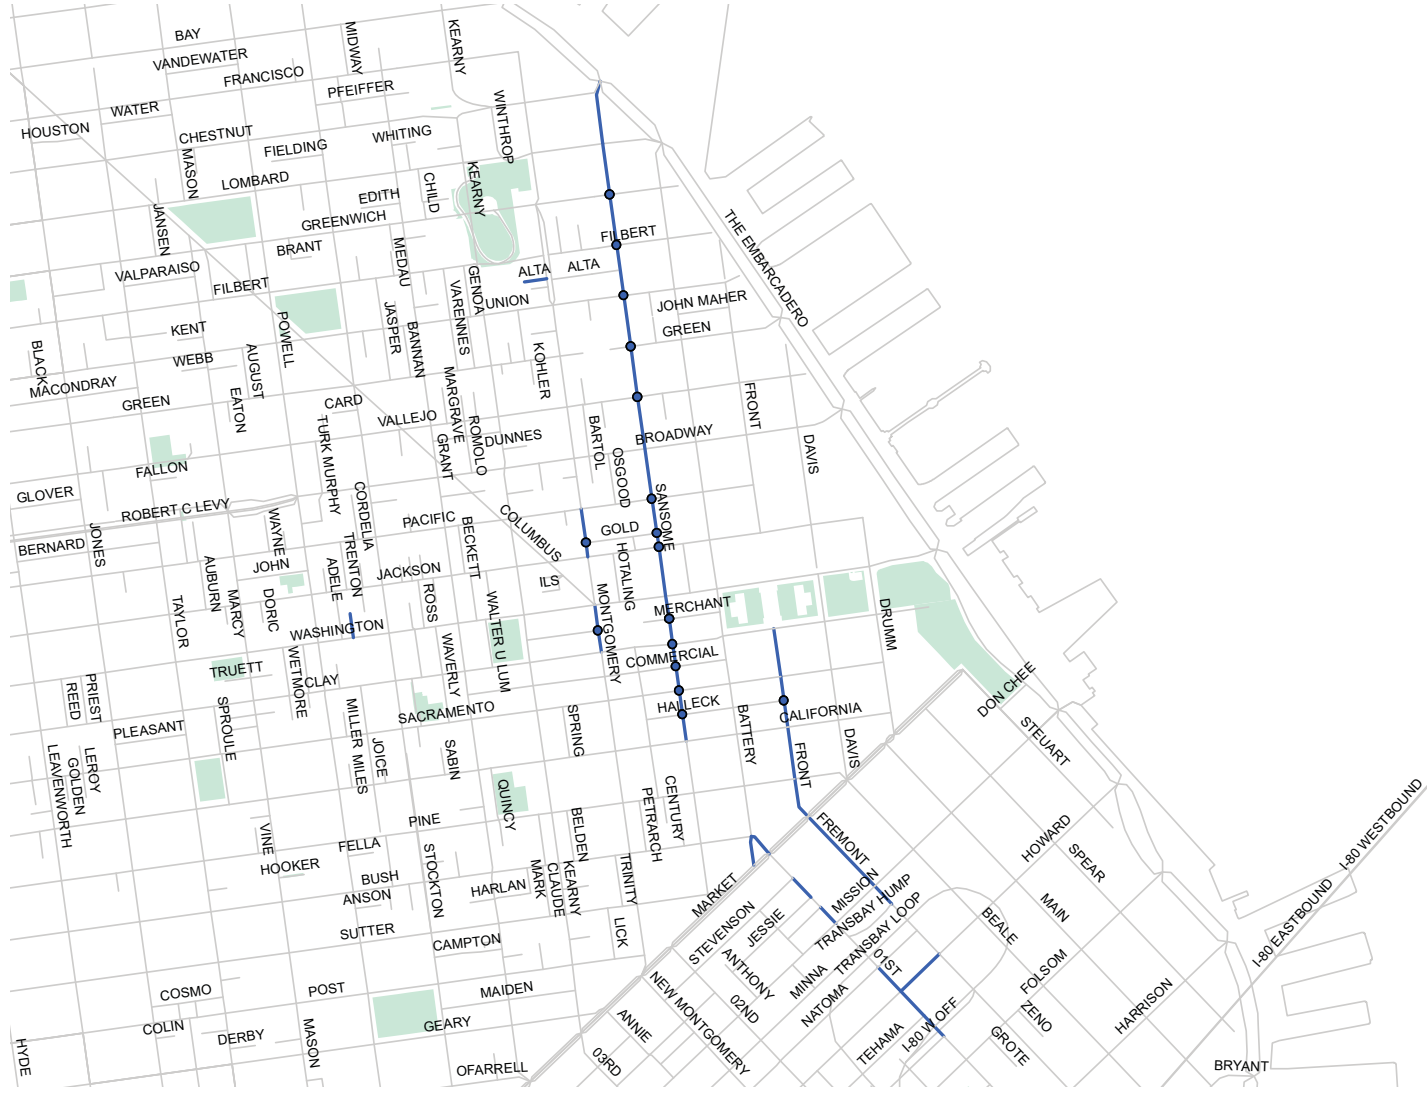 BAY
MIDWAY
KEARNY
VANDEWATER
FRANCISCO
PFEIFFER
WATER
WINTHROP
HOUSTON
CHESTNUT
WHITING
FIELDING
MASON
LOMBARD
CHILD
KEARNY
EDITH
GREENWICH
JANSEN
THE EMBARCADERO
FILBERT
BRANT
MEDAU
VALPARAISO
ALTA
ALTA
FILBERT
GENOA
VARENNES
UNION
JOHN MAHER
KENT
POWELL
JASPER
BANNAN
GREEN
BLACK
WEBB
AUGUST
KOHLER
MACONDRAY
GREEN
EATON
CARD
MARGRAVE
FRONT
VALLEJO
ROMOLO
TURK MURPHY
GRANT
DUNNES
BARTOL
BROADWAY
DAVIS
FALLON
OSGOOD
GLOVER
ROBERT C LEVY
CORDELIA
SANSOME
WAYNE
PACIFIC
COLUMBUS
BECKETT
GOLD
BERNARD
JONES
TRENTON
HOTALING
JOHN
ADELE
JACKSON
ILS
AUBURN
MARCY
DORIC
ROSS
WALTER U LUM
MONTGOMERY
MERCHANT
TAYLOR
DRUMM
WASHINGTON
WAVERLY
COMMERCIAL
TRUETT
WETMORE
CLAY
DON CHEE
REED
PRIEST
SACRAMENTO
HALLECK
CALIFORNIA
PLEASANT
SPROULE
MILLER MILES
SPRING
BATTERY
STEUART
JOICE
SABIN
DAVIS
FRONT
LEAVENWORTH
GOLDEN
LEROY
QUINCY
CENTURY
PETRARCH
I-80 WESTBOUND
VINE
PINE
BELDEN
FREMONT
HOWARD
FELLA
HOOKER
STOCKTON
SPEAR
BUSH
ANSON
HARLAN
MARK
CLAUDE
KEARNY
TRINITY
MARKET
MISSION
TRANSBAY HUMP
MAIN
I-80 EASTBOUND
SUTTER
CAMPTON
LICK
STEVENSON
JESSIE
TRANSBAY LOOP
BEALE
ANTHONY
MINNA
01ST
FOLSOM
COSMO
POST
MAIDEN
NEW MONTGOMERY
02ND
NATOMA
HARRISON
COLIN
DERBY
MASON
GEARY
ANNIE
I-80 W OFF
ZENO
TEHAMA
GROTE
HYDE
OFARRELL
03RD
BRYANT